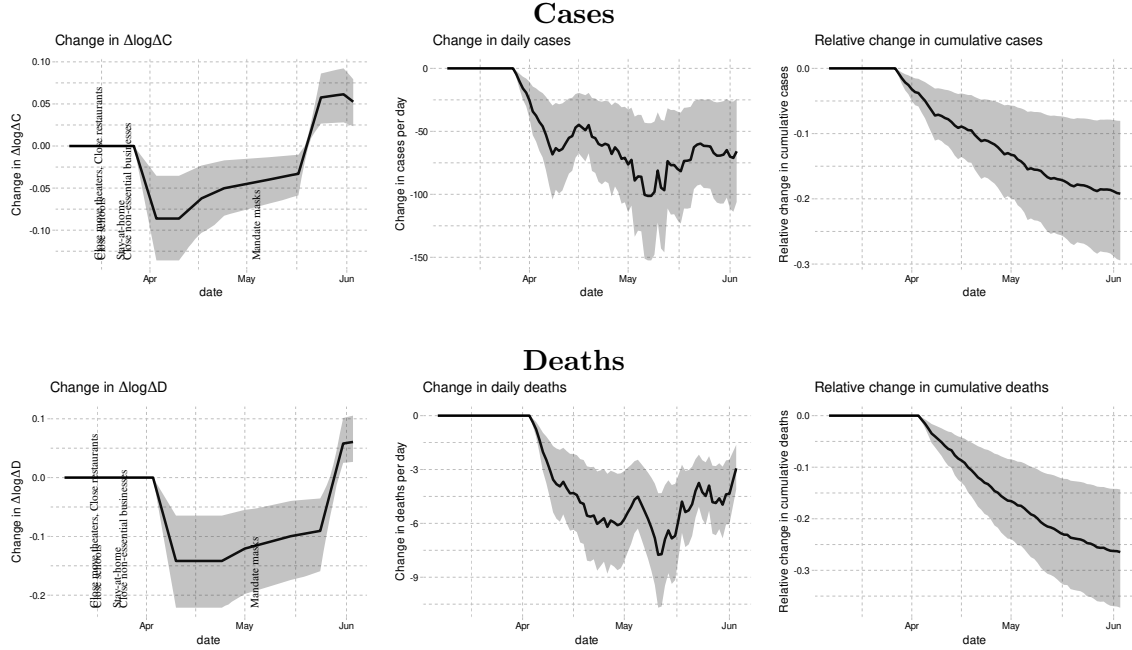 Cases
Change in ΔlogΔC
Change in daily cases
Relative change in cumulative cases
Change in ΔlogΔC
0.10
0.05
0.00
-0.05
-0.10
Close movie theaters, Close restaurants
Close schools
Stay-at-home
Close non-essential businesses
Mandate masks
Apr
May
Jun
date
Change in cases per day
0
-50
-100
-150
Apr
May
Jun
date
Relative change in cumulative cases
0.0
-0.1
-0.2
-0.3
Apr
May
Jun
date
Deaths
Change in ΔlogΔD
Change in daily deaths
Relative change in cumulative deaths
Change in ΔlogΔD
0.1
0.0
-0.1
-0.2
Close movie theaters, Close restaurants
Close schools
Stay-at-home
Close non-essential businesses
Mandate masks
Apr
May
Jun
date
Change in deaths per day
0
-3
-6
-9
Apr
May
Jun
date
Relative change in cumulative deaths
0.0
-0.1
-0.2
-0.3
Apr
May
Jun
date